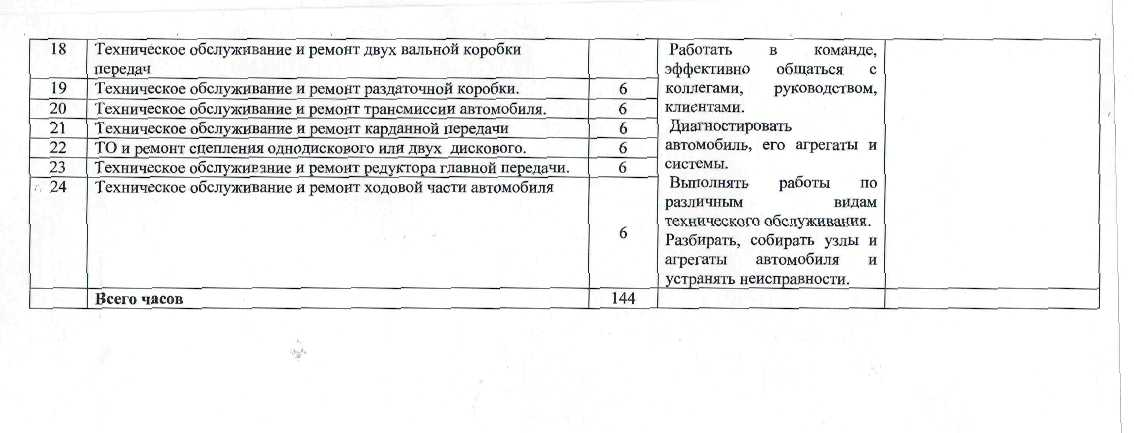 18 Техническое обслуживание и ремонт двух вальной коробки
передач
19 Техническое обслуживание и ремонт раздаточной коробки. 6
20 Техническое обслуживание и ремонт трансмиссии автомобиля. 6
21 Техническое обслуживание и ремонт карданной передачи 6
22 ТО и ремонт сцепления однодискового или двух дискового. 6
23 Техническое обслуживание и ремонт редуктора главной передачи. 6
24 Техническое обслуживание и ремонт ходовой части автомобиля
6
Работать в команде,
эффективно общаться с
коллегами, руководством,
клиентами.
Диагностировать
автомобиль, его агрегаты и
системы.
Выполнять работы по
различным видам
технического обслуживания.
Разбирать, собирать узлы и
агрегаты автомобиля и
устранять неисправности.
Всего часов 144